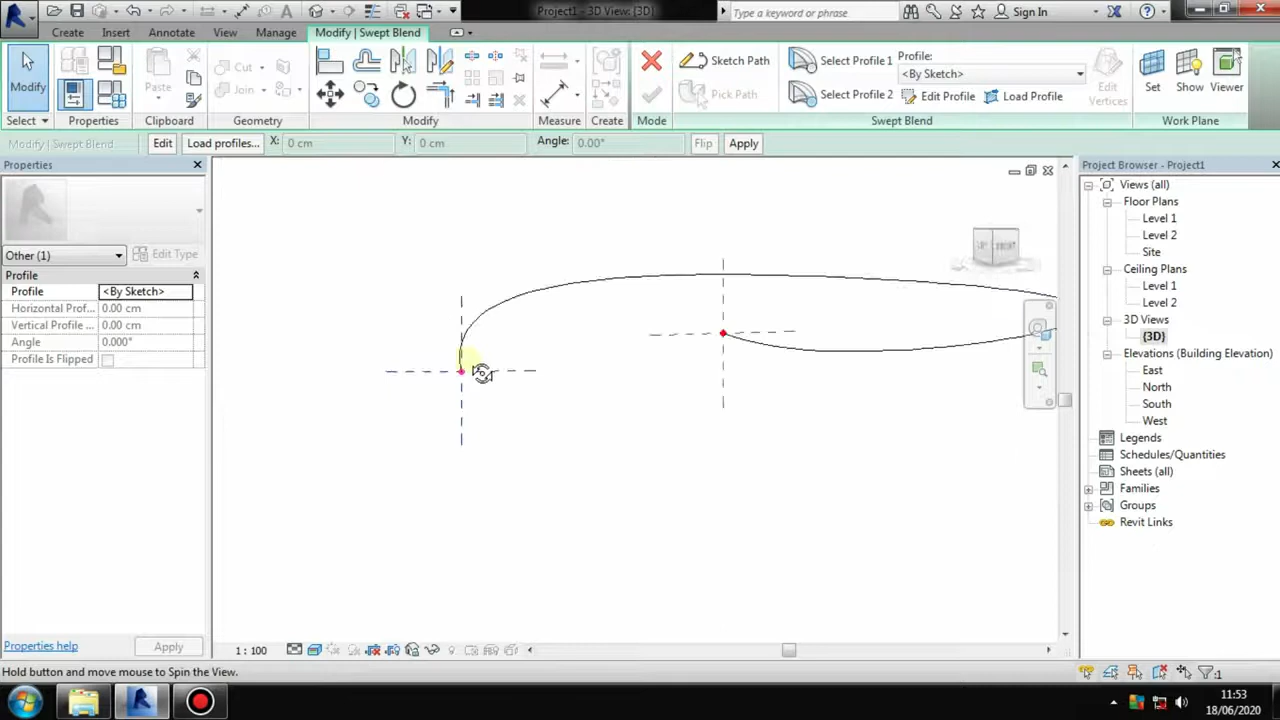 Project1 - 3D View: {3D}
Type a keyword or phrase
Sign In
Create Insert Annotate View Manage Modify | Swept Blend
Modify
Paste
Cut
Join
Sketch Path
Pick Path
Select Profile 1
Select Profile 2
Profile:
<By Sketch>
Edit Profile
Load Profile
Edit
Vertices
Set Show Viewer
Select Properties Clipboard Geometry Modify Measure Create Mode Swept Blend Work Plane
Modify | Swept Blend Edit Load profiles... X: 0 cm Y: 0 cm Angle: 0.00° Flip Apply
Properties
Other (1) Edit Type
Profile
Profile <By Sketch>
Horizontal Prof... 0.00 cm
Vertical Profile ... 0.00 cm
Angle 0.000°
Profile Is Flipped
Properties help Apply
Project Browser - Project1
Views (all)
Floor Plans
Level 1
Level 2
Site
Ceiling Plans
Level 1
Level 2
3D Views
{3D}
Elevations (Building Elevation)
East
North
South
West
Legends
Schedules/Quantities
Sheets (all)
Families
Groups
Revit Links
1 : 100
Hold button and move mouse to Spin the View.
:1
11:53
18/06/2020